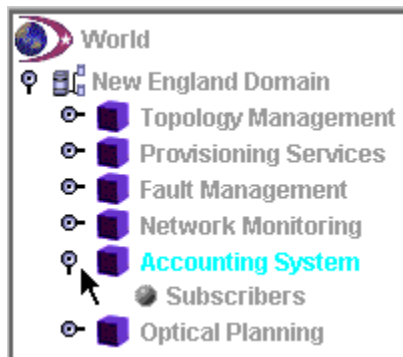 World
New England Domain
Topology Management
Provisioning Services
Fault Management
Network Monitoring
Accounting System
Subscribers
Optical Planning